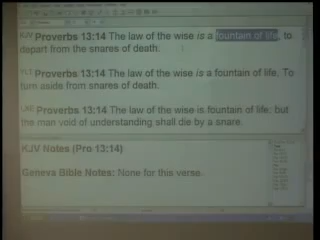 KJV Proverbs 13:14 The law of the wise is a fountain of life, to
depart from the snares of death.
YLT Proverbs 13:14 The law of the wise is a fountain of life, To
turn aside from snares of death.
Proverbs 13:14 The law of the wise is fountain of life: but
the man void of understanding shall die by a snare.
KJV Notes (Pro 13:14)
Geneva Bible Notes: None for this verse.